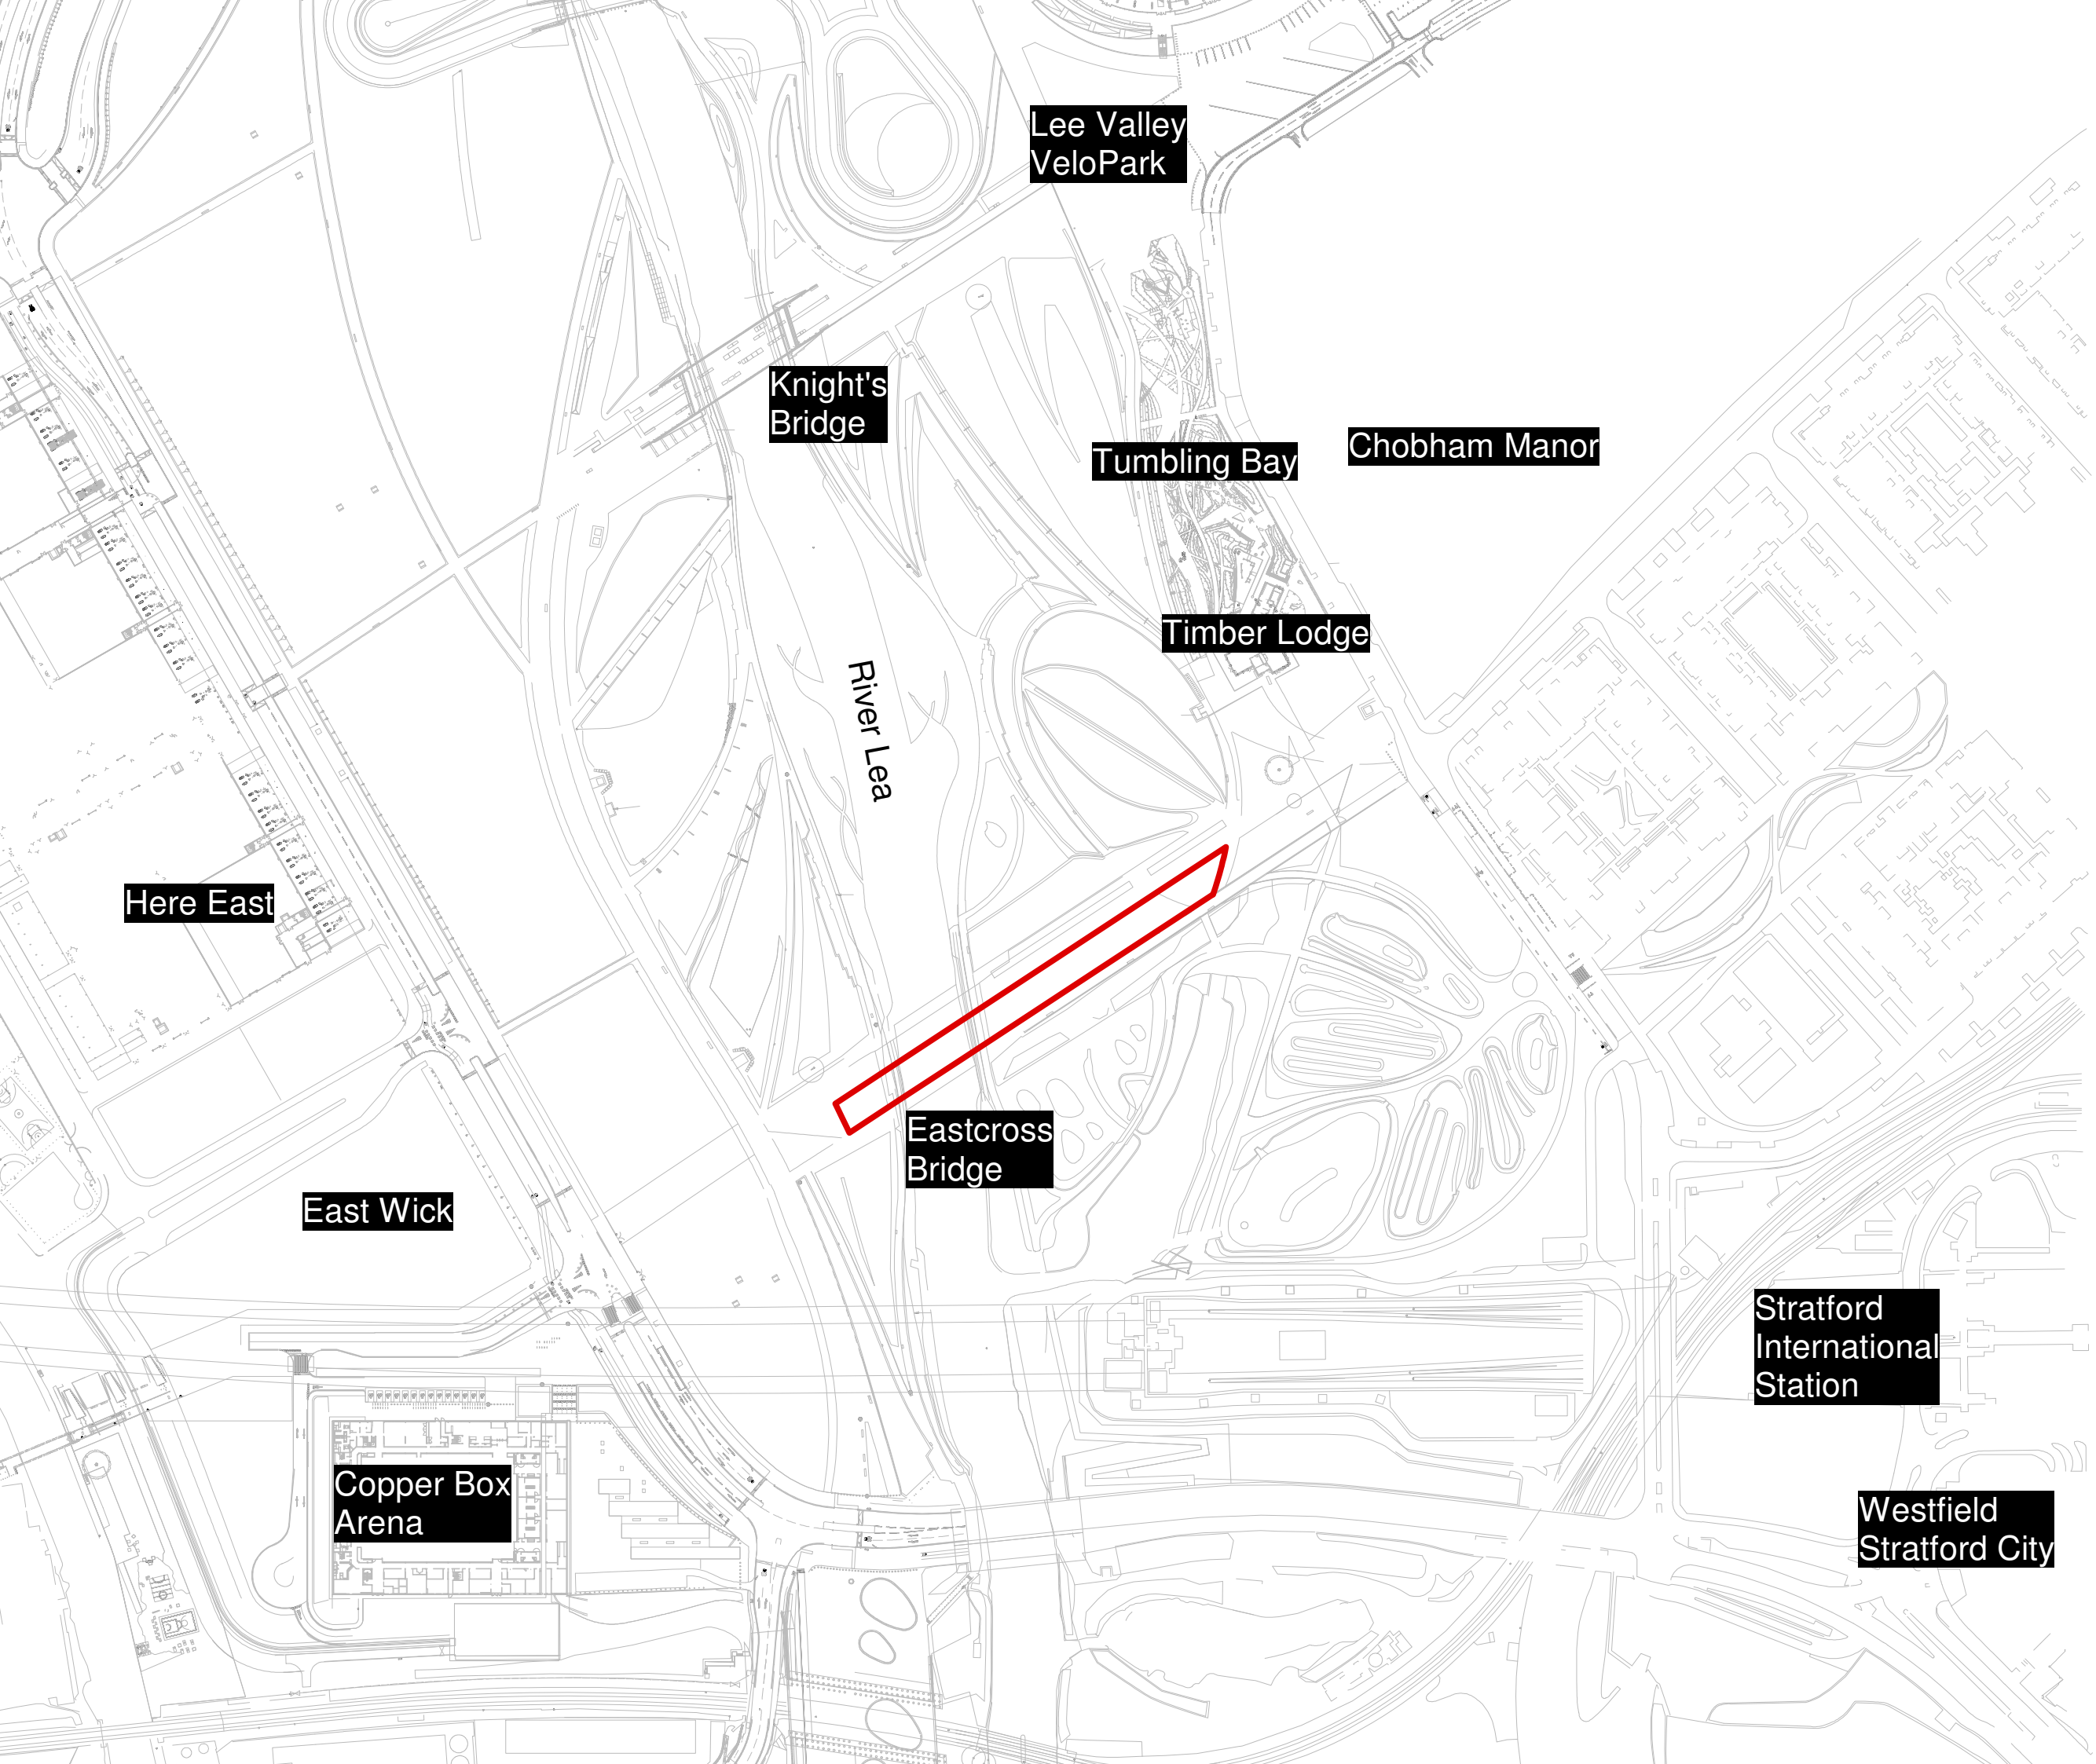 Lee Valley
VeloPark
Knight's
Bridge
Chobham Manor
Tumbling Bay
Timber Lodge
River Lea
Here East
Eastcross
Bridge
East Wick
Stratford
International
Station
Copper Box
Arena
Westfield
Stratford City